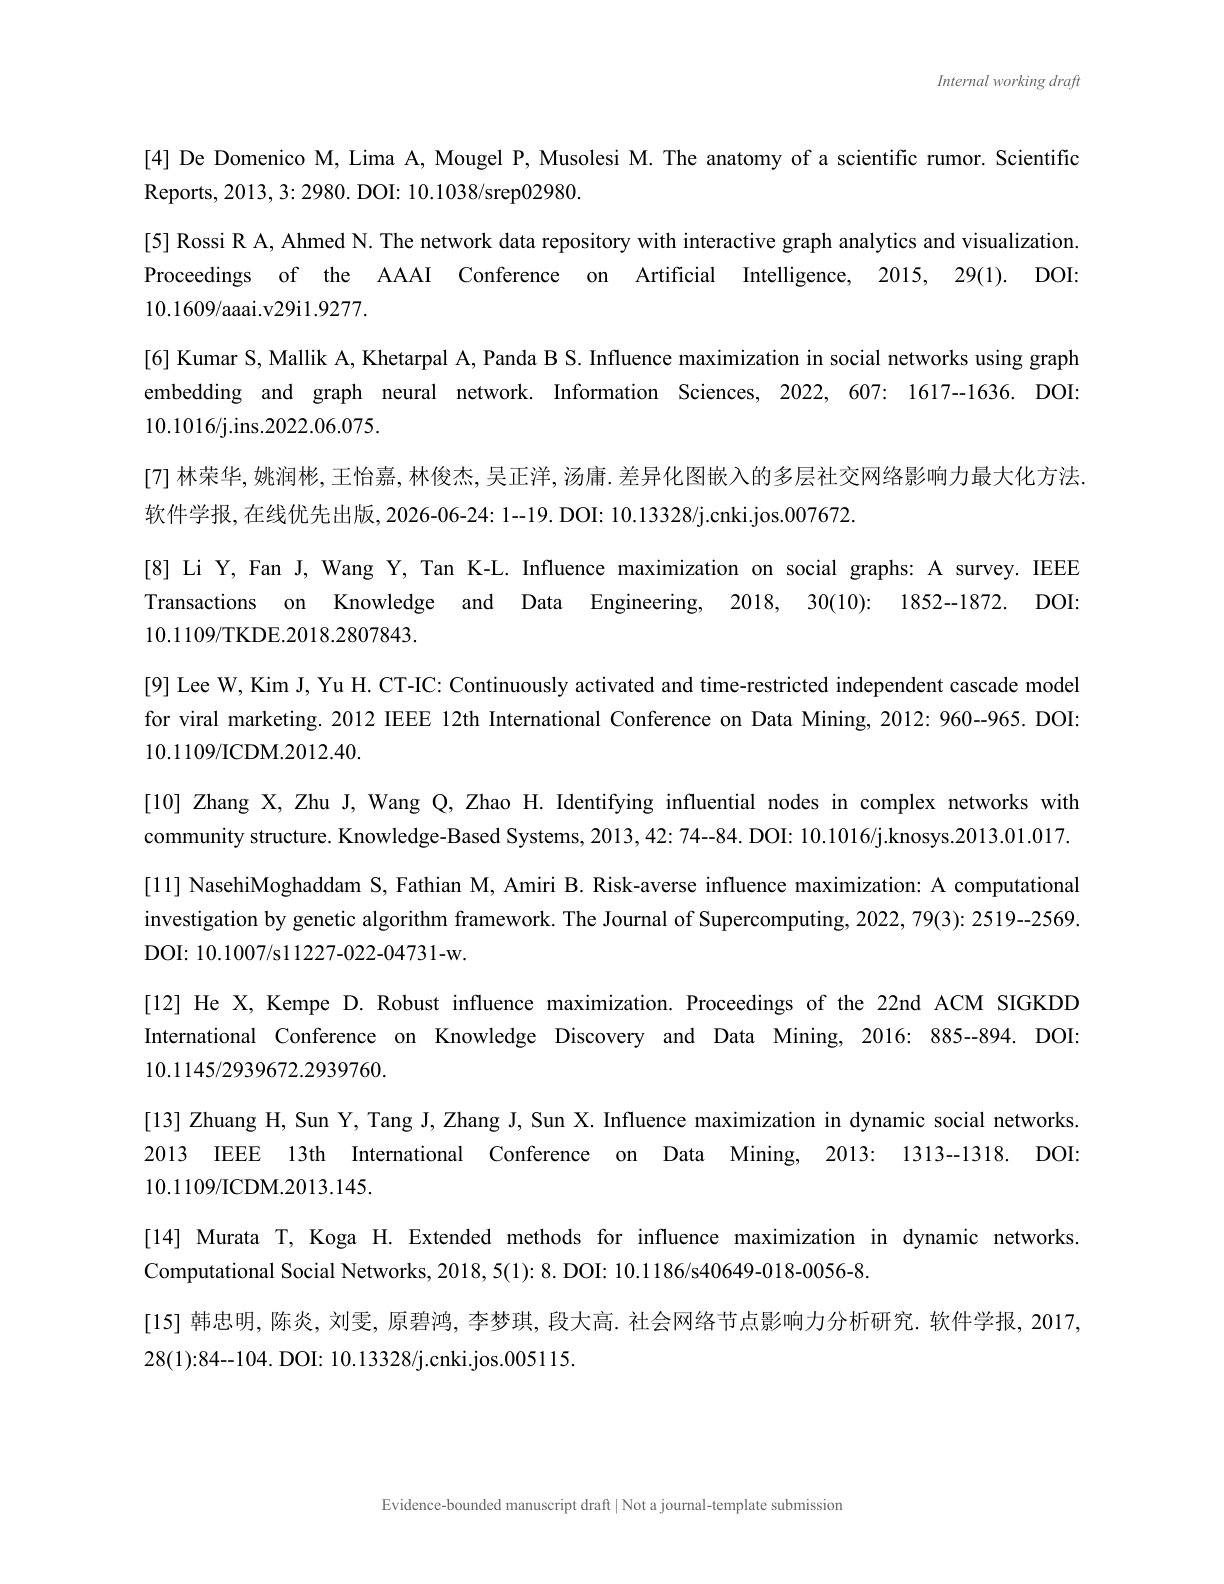 Internal working draft
[4] De Domenico M, Lima A, Mougel P, Musolesi M. The anatomy of a scientific rumor. Scientific
Reports, 2013, 3: 2980. DOI: 10.1038/srep02980.
[5] Rossi R A, Ahmed N. The network data repository with interactive graph analytics and visualization.
Proceedings of the AAAI Conference on Artificial Intelligence, 2015, 29(1). DOI:
10.1609/aaai.v29i1.9277.
[6] Kumar S, Mallik A, Khetarpal A, Panda B S. Influence maximization in social networks using graph
embedding and graph neural network. Information Sciences, 2022, 607: 1617--1636. DOI:
10.1016/j.ins.2022.06.075.
[7] 林荣华, 姚润彬, 王怡嘉, 林俊杰, 吴正洋, 汤庸. 差异化图嵌入的多层社交网络影响力最大化方法.
软件学报, 在线优先出版, 2026-06-24: 1--19. DOI: 10.13328/j.cnki.jos.007672.
[8] Li Y, Fan J, Wang Y, Tan K-L. Influence maximization on social graphs: A survey. IEEE
Transactions on Knowledge and Data Engineering, 2018, 30(10): 1852--1872. DOI:
10.1109/TKDE.2018.2807843.
[9] Lee W, Kim J, Yu H. CT-IC: Continuously activated and time-restricted independent cascade model
for viral marketing. 2012 IEEE 12th International Conference on Data Mining, 2012: 960--965. DOI:
10.1109/ICDM.2012.40.
[10] Zhang X, Zhu J, Wang Q, Zhao H. Identifying influential nodes in complex networks with
community structure. Knowledge-Based Systems, 2013, 42: 74--84. DOI: 10.1016/j.knosys.2013.01.017.
[11] NasehiMoghaddam S, Fathian M, Amiri B. Risk-averse influence maximization: A computational
investigation by genetic algorithm framework. The Journal of Supercomputing, 2022, 79(3): 2519--2569.
DOI: 10.1007/s11227-022-04731-w.
[12] He X, Kempe D. Robust influence maximization. Proceedings of the 22nd ACM SIGKDD
International Conference on Knowledge Discovery and Data Mining, 2016: 885--894. DOI:
10.1145/2939672.2939760.
[13] Zhuang H, Sun Y, Tang J, Zhang J, Sun X. Influence maximization in dynamic social networks.
2013 IEEE 13th International Conference on Data Mining, 2013: 1313--1318. DOI:
10.1109/ICDM.2013.145.
[14] Murata T, Koga H. Extended methods for influence maximization in dynamic networks.
Computational Social Networks, 2018, 5(1): 8. DOI: 10.1186/s40649-018-0056-8.
[15] 韩忠明, 陈炎, 刘雯, 原碧鸿, 李梦琪, 段大高. 社会网络节点影响力分析研究. 软件学报, 2017,
28(1):84--104. DOI: 10.13328/j.cnki.jos.005115.
Evidence-bounded manuscript draft | Not a journal-template submission